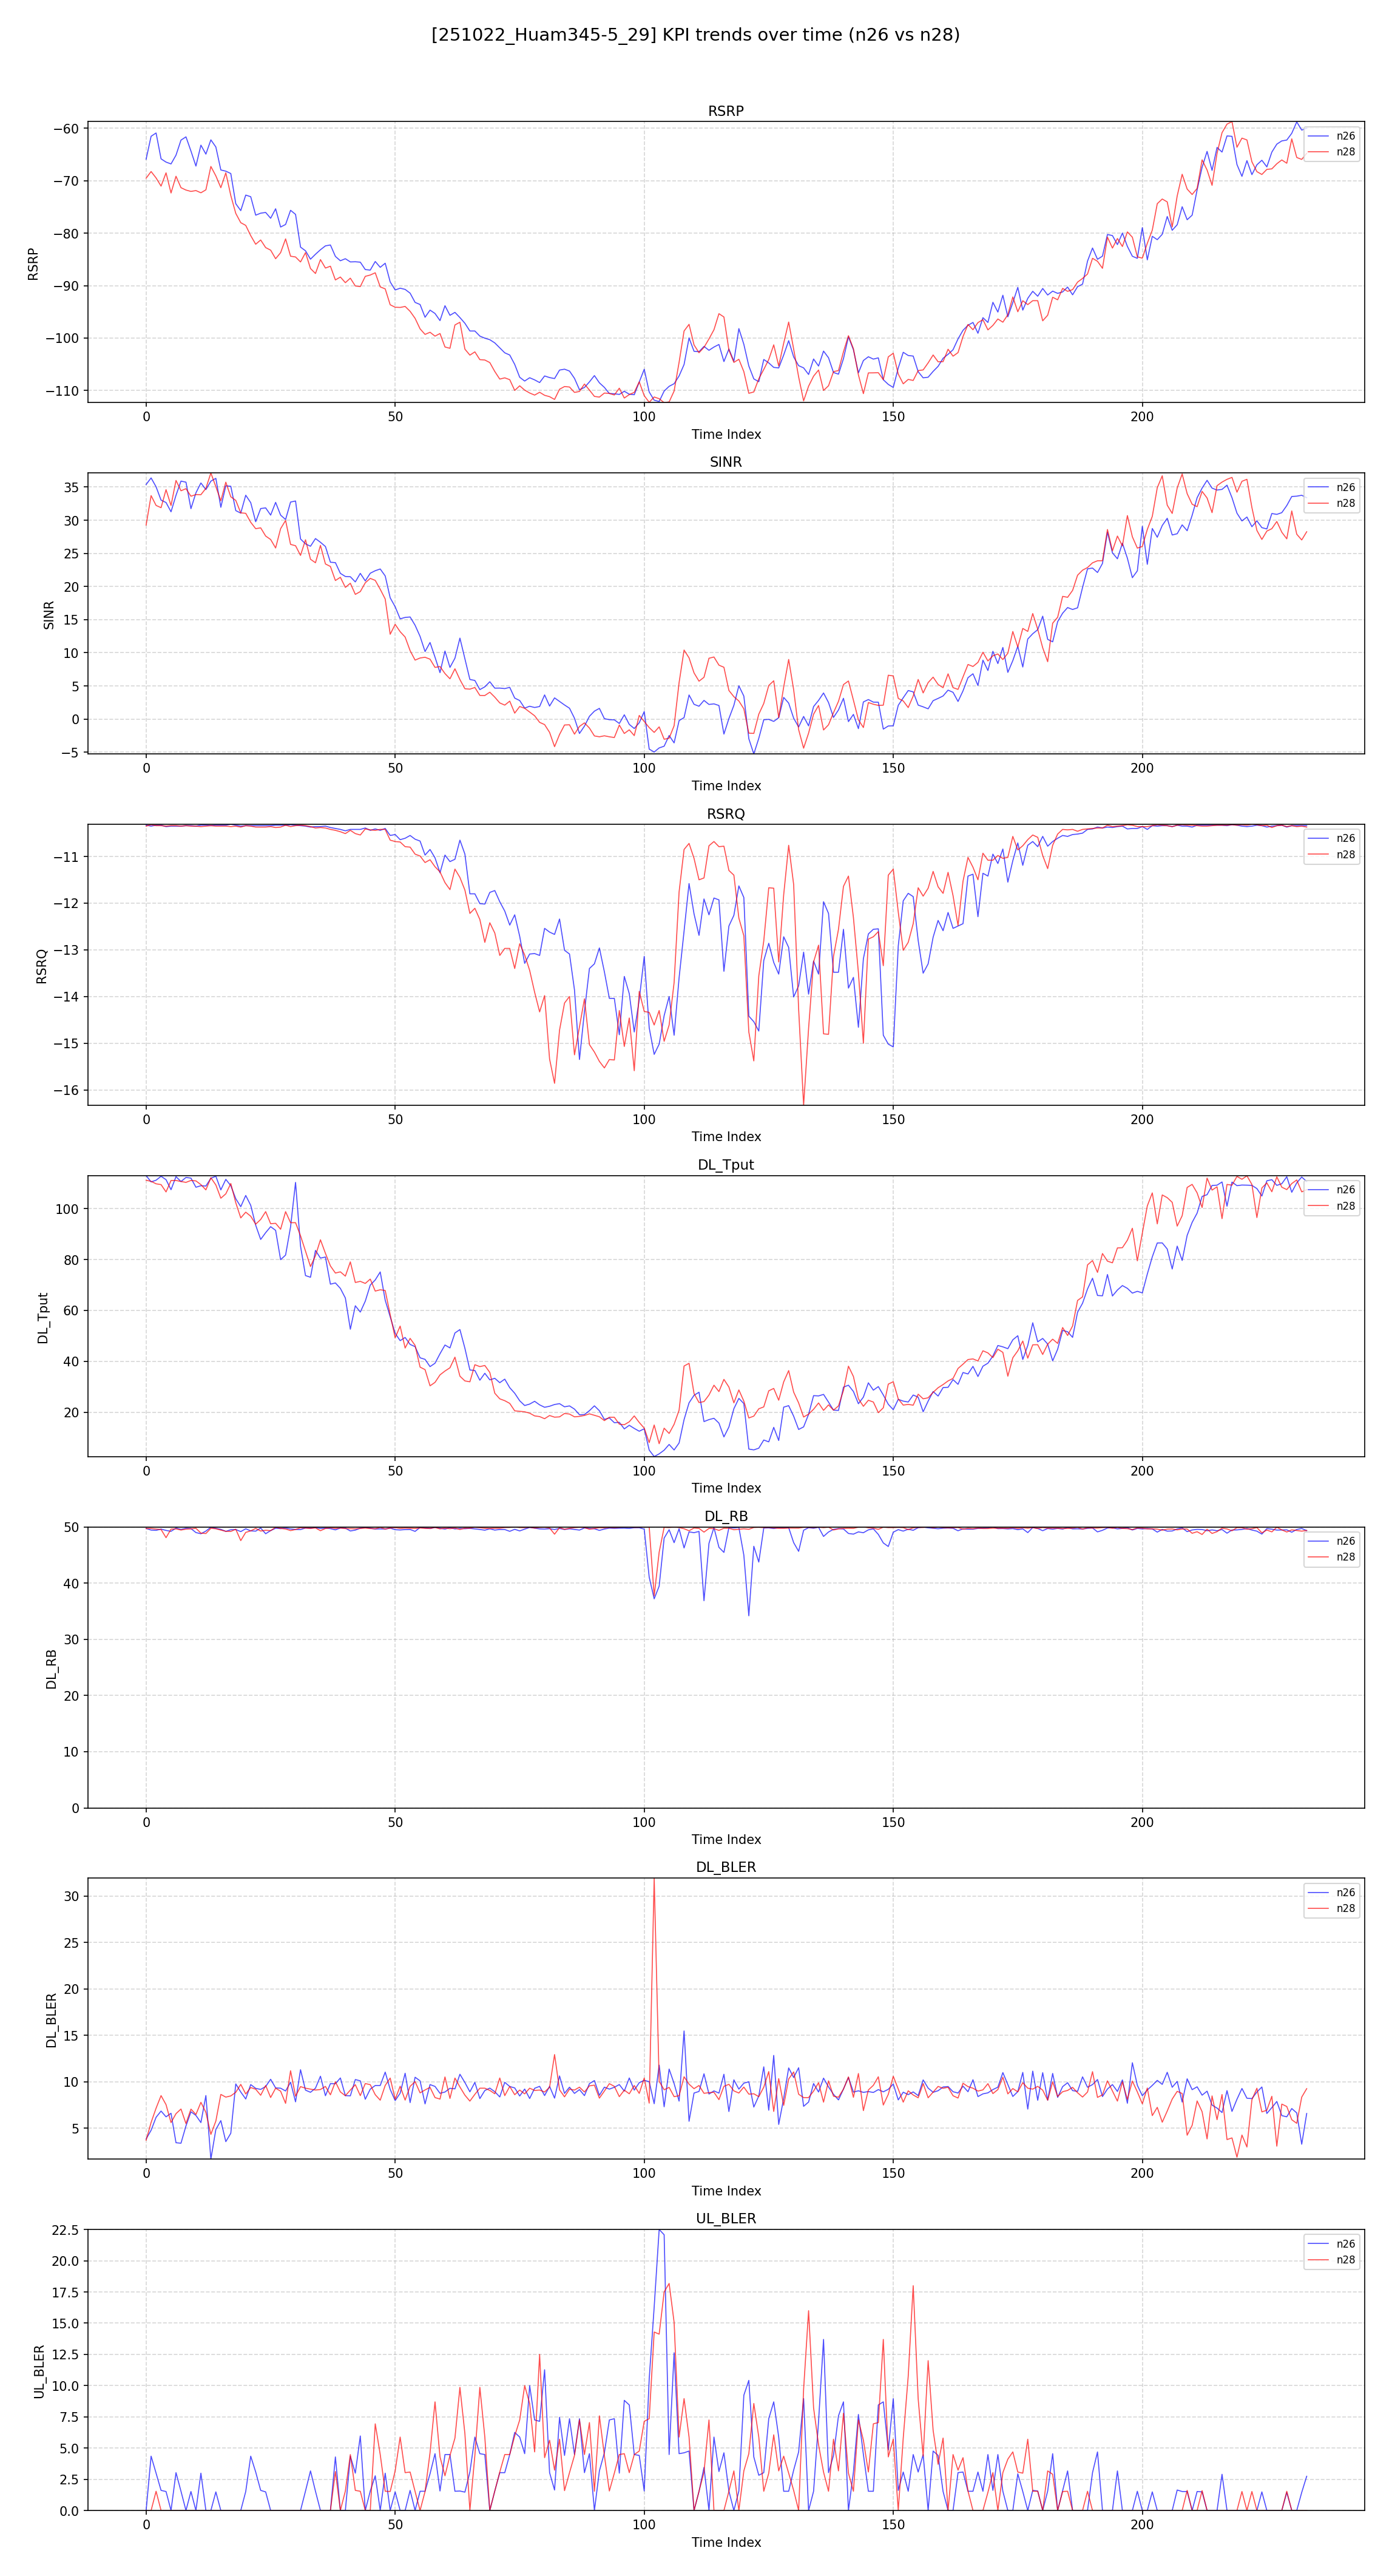 [251022_Huam345-5_29] KPI trends over time (n26 vs n28)
RSRP
−60
−70
−80
−90
−100
−110
RSRP
n26
n28
0 50 100 150 200
Time Index
SINR
35
30
25
20
15
10
5
0
−5
SINR
n26
n28
0 50 100 150 200
Time Index
RSRQ
−11
−12
−13
−14
−15
−16
RSRQ
n26
n28
0 50 100 150 200
Time Index
DL_Tput
100
80
60
40
20
DL_Tput
n26
n28
0 50 100 150 200
Time Index
DL_RB
50
40
30
20
10
0
DL_RB
n26
n28
0 50 100 150 200
Time Index
DL_BLER
30
25
20
15
10
5
DL_BLER
n26
n28
0 50 100 150 200
Time Index
UL_BLER
22.5
20.0
17.5
15.0
12.5
10.0
7.5
5.0
2.5
0.0
UL_BLER
n26
n28
0 50 100 150 200
Time Index